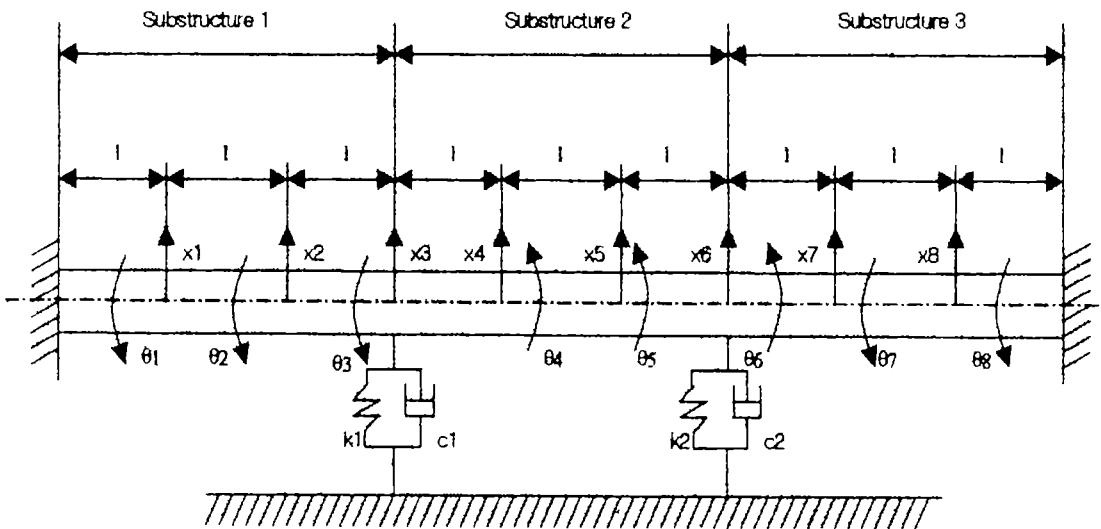 Substructure 1 Substructure 2 Substructure 3
l l l l l l l l l
x1 x2 x3 x4 x5 x6 x7 x8
θ1 θ2 θ3 θ4 θ5 θ6 θ7 θ8
k1 c1 k2 c2